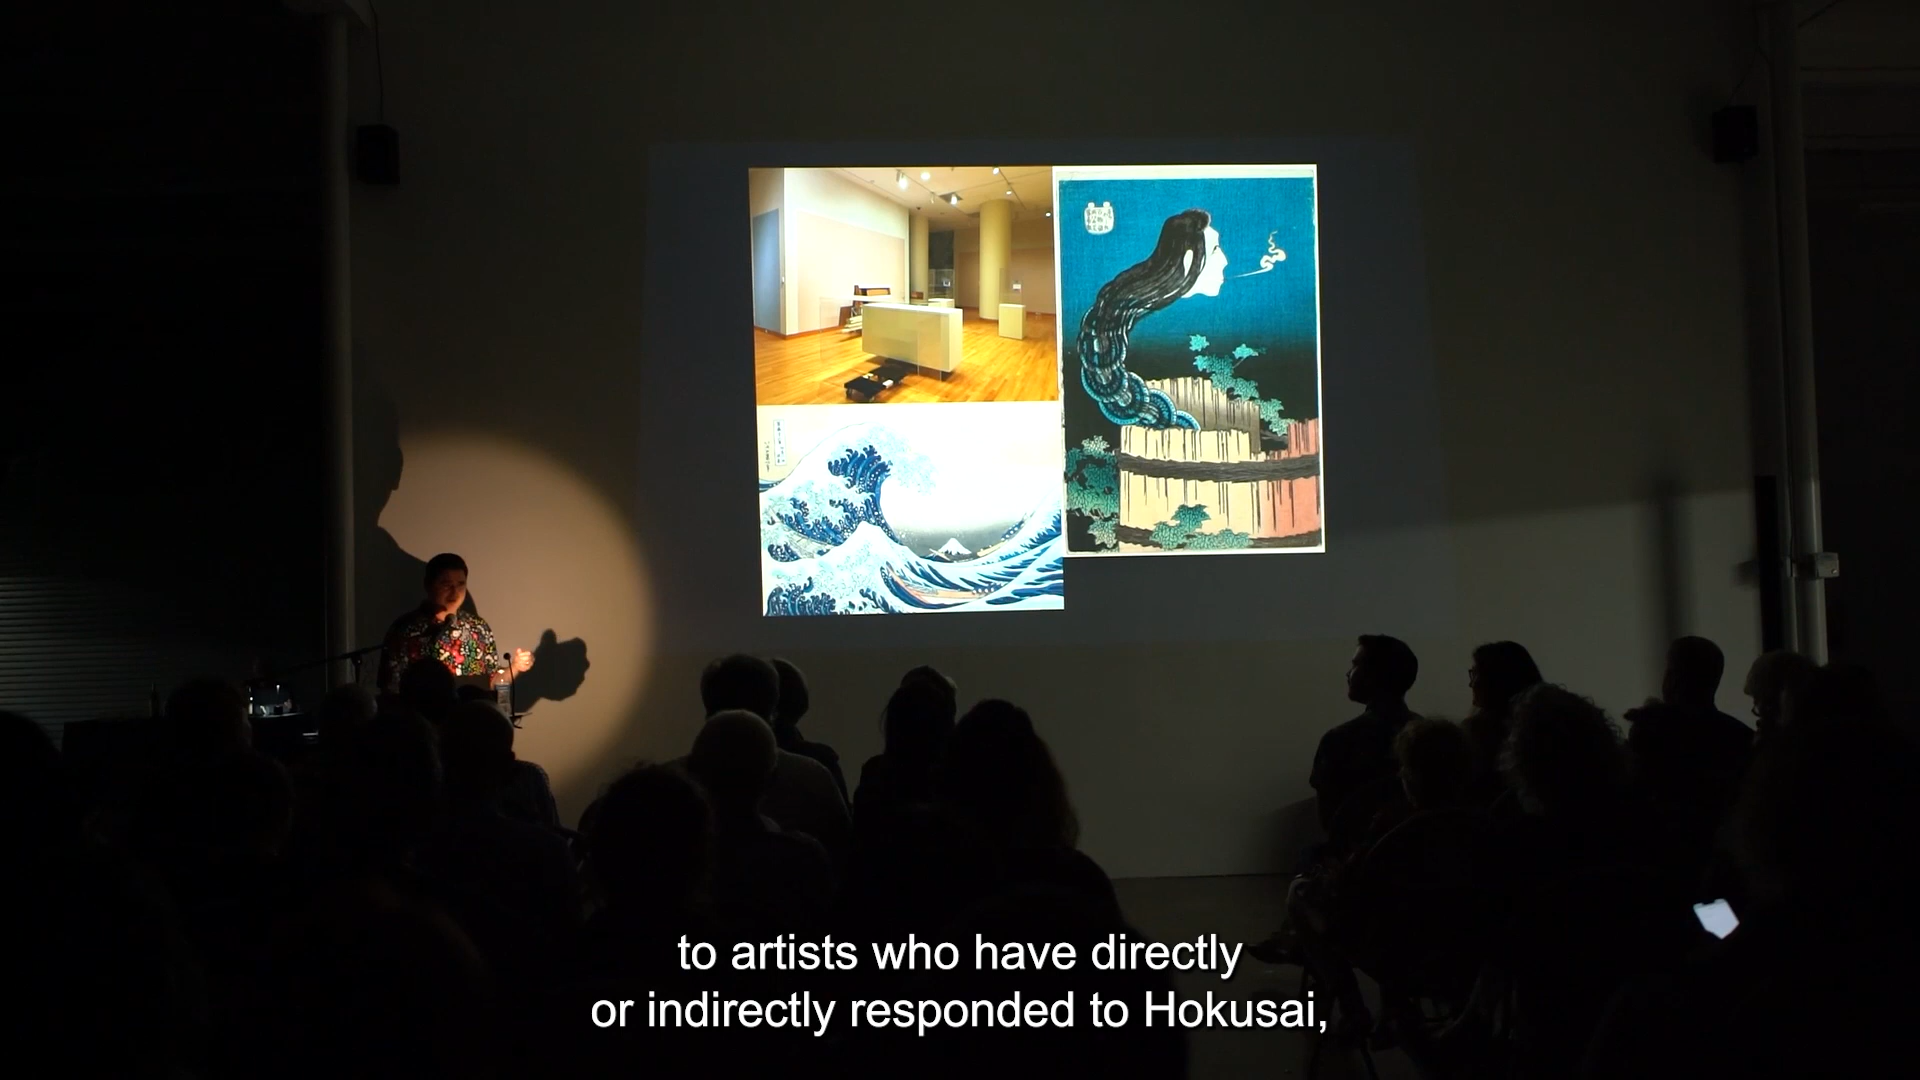 to artists who have directly
or indirectly responded to Hokusai,